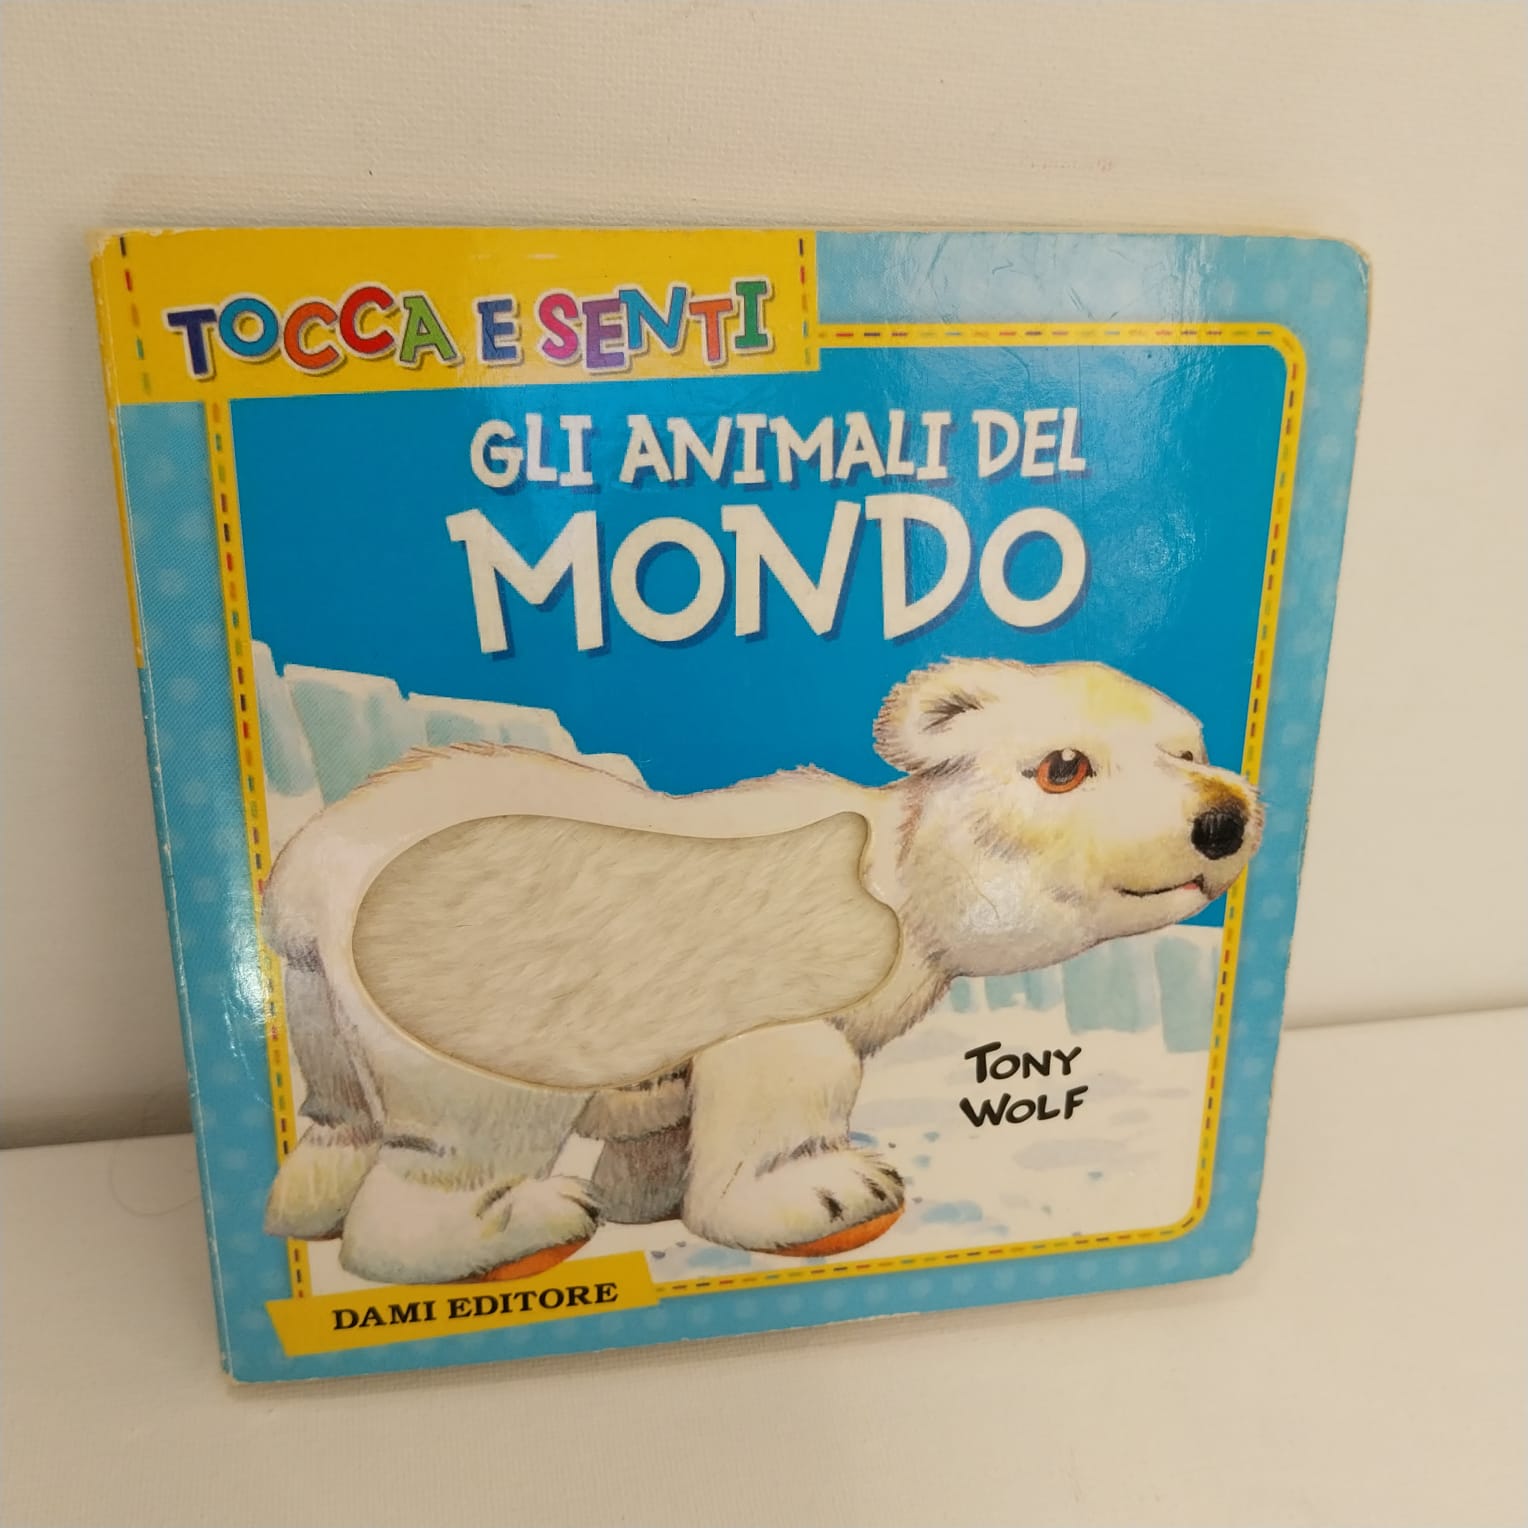 TOCCA E SENTI
GLI ANIMALI DEL
MONDO
TONY
WOLF
DAMI EDITORE